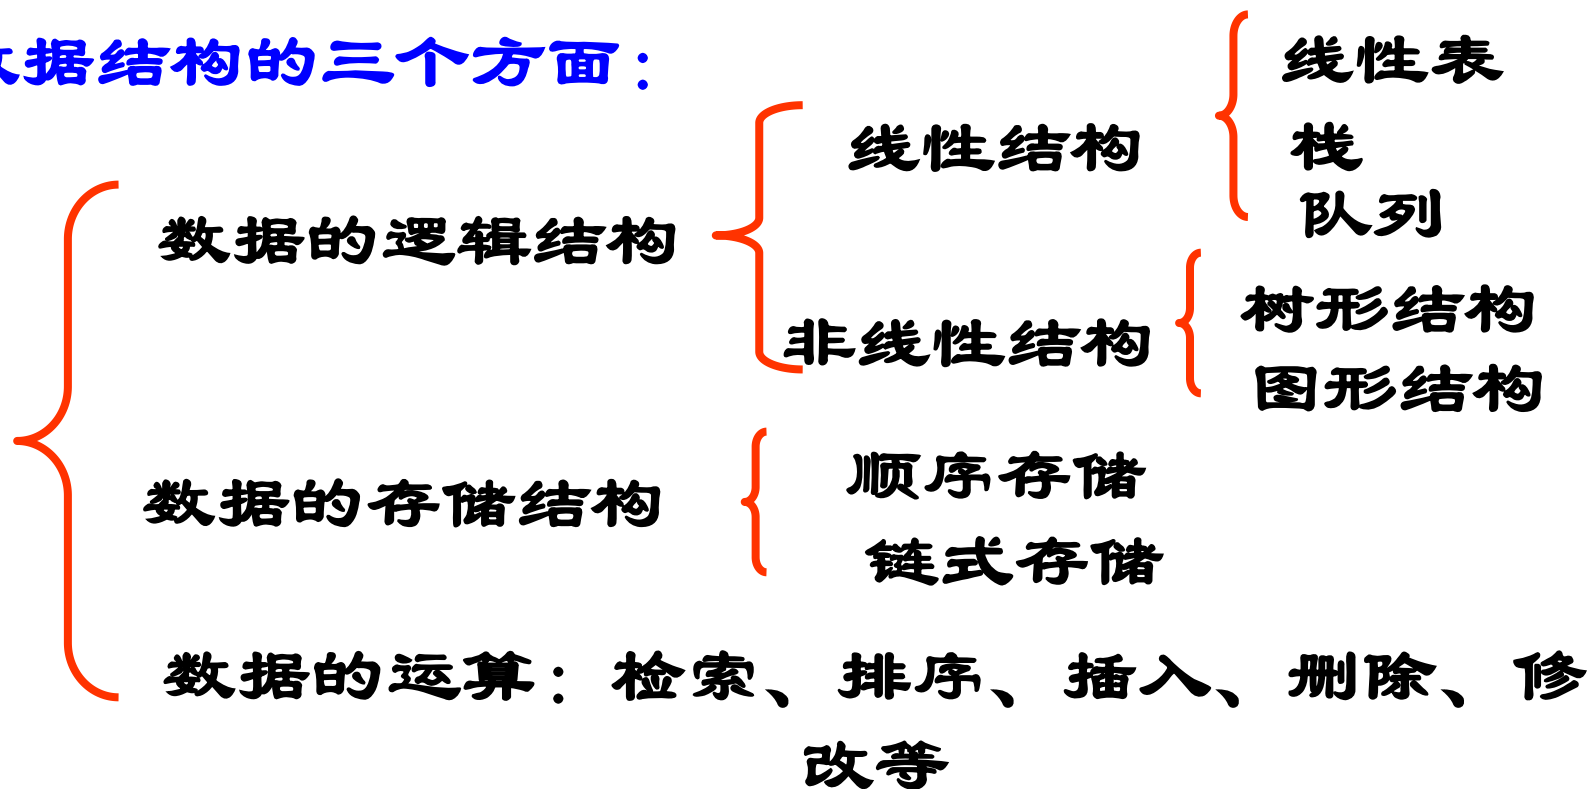 据结构的三个方面：
线性表
线性结构
栈
队列
数据的逻辑结构
树形结构
非线性结构
图形结构
顺序存储
数据的存储结构
链式存储
数据的运算：检索、排序、插入、删除、修
改等